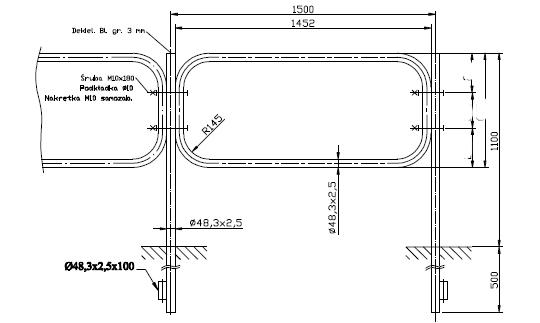 1500
1452
Dekiel. Bl. gr. 3 mm
Śruba M10x180
Podkładka Ø10
Nakrętka M10 samozab.
R145
1100
Ø48,3x2,5
Ø48,3x2,5
Ø48,3x2,5x100
500